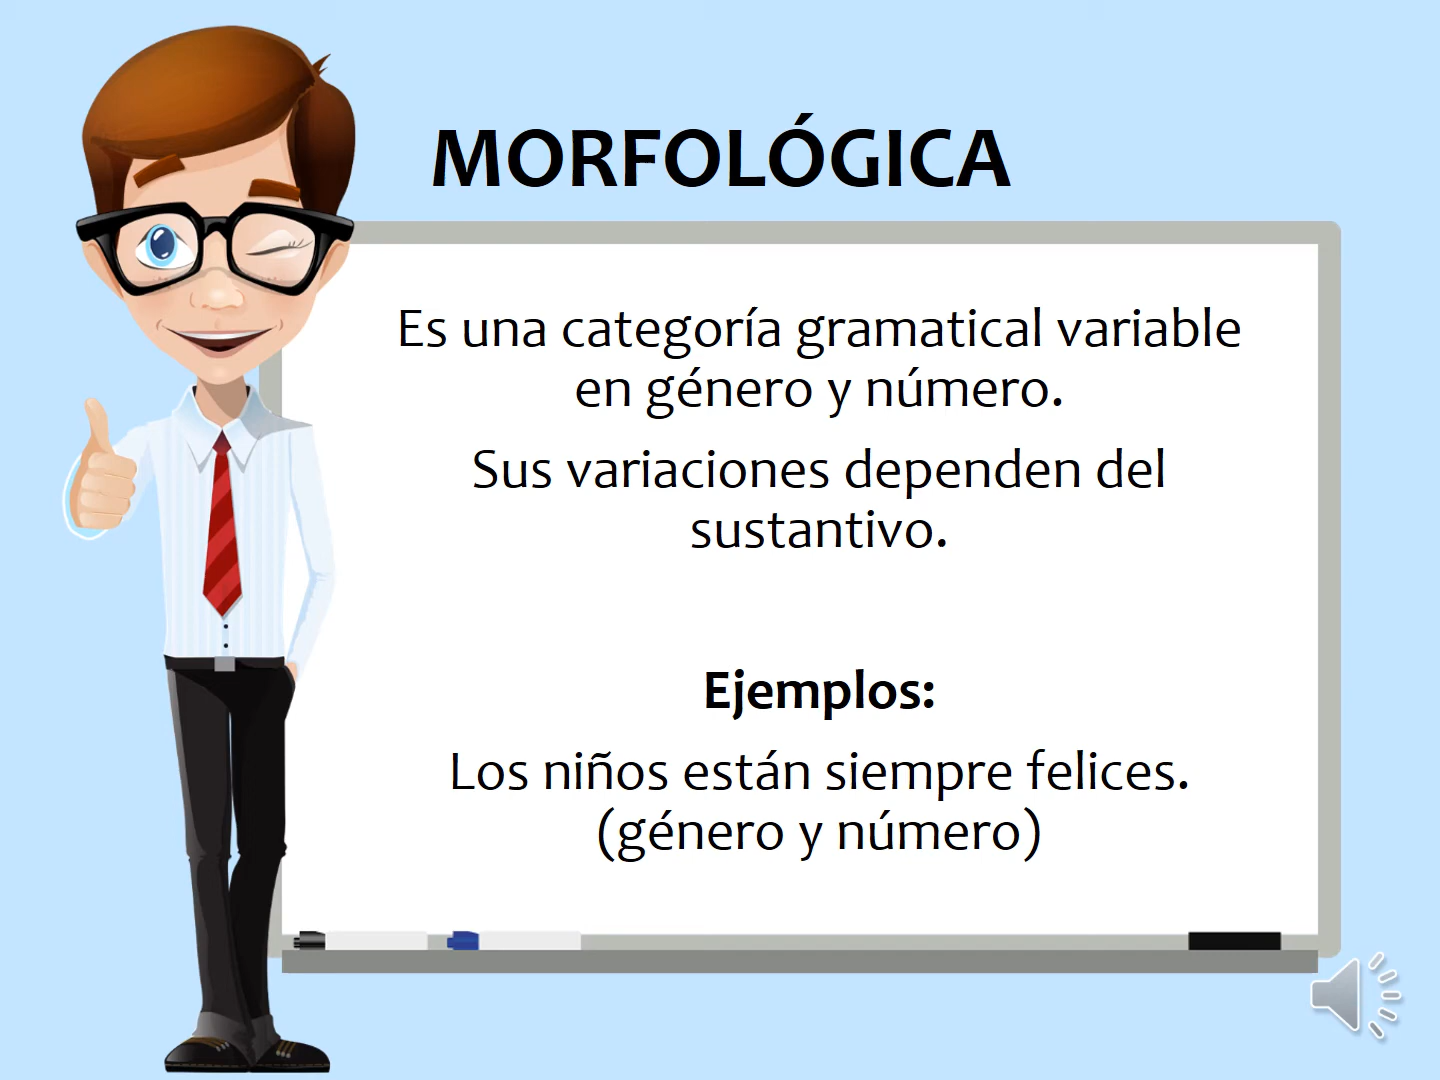 MORFOLÓGICA
Es una categoría gramatical variable
en género y número.
Sus variaciones dependen del
sustantivo.
Ejemplos:
Los niños están siempre felices.
(género y número)